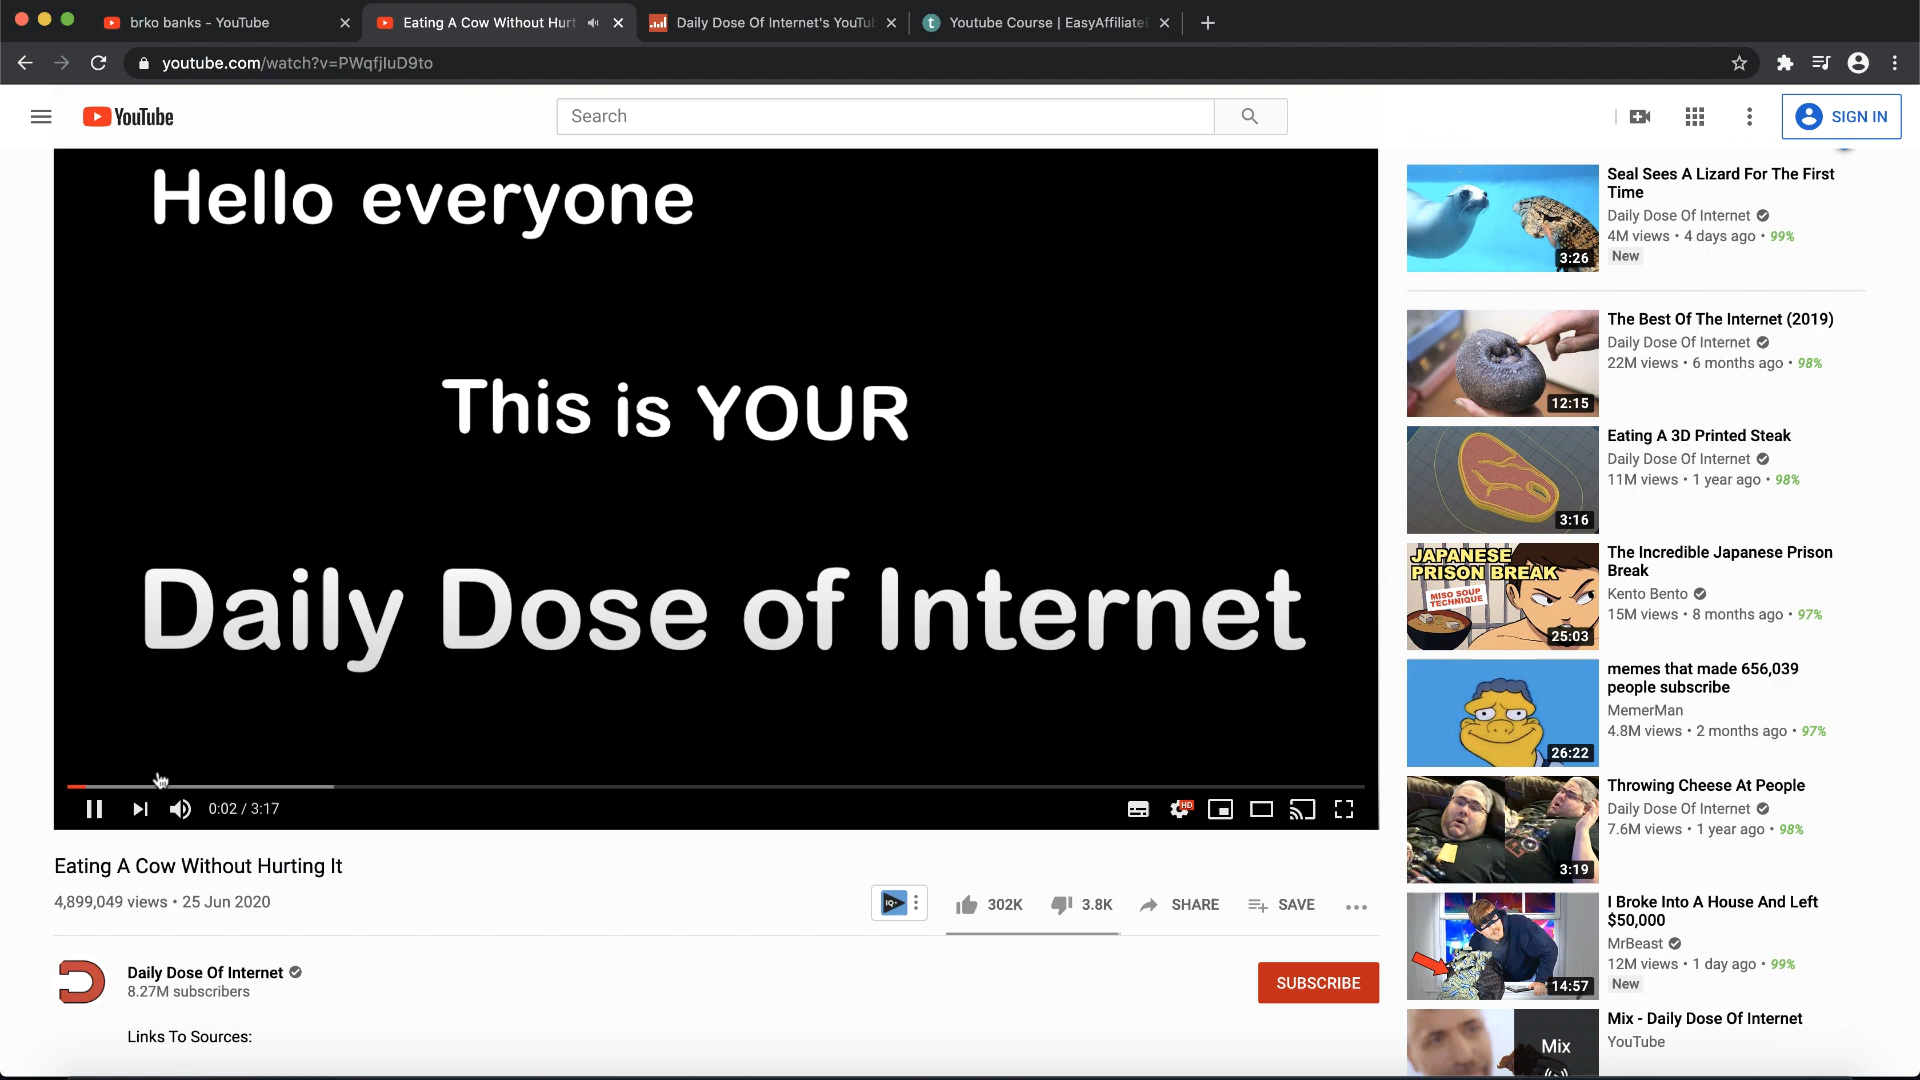 brko banks - YouTube
Eating A Cow Without Hurt
Daily Dose Of Internet's YouTu
Youtube Course | EasyAffiliate
youtube.com/watch?v=PWqfjluD9to
YouTube
Search
SIGN IN
Hello everyone
This is YOUR
Daily Dose of Internet
0:02 / 3:17
HD
Eating A Cow Without Hurting It
4,899,049 views • 25 Jun 2020
IQ
302K
3.8K
SHARE
SAVE
Daily Dose Of Internet
8.27M subscribers
SUBSCRIBE
Links To Sources:
Seal Sees A Lizard For The First
Time
Daily Dose Of Internet
4M views • 4 days ago • 99%
New
3:26
The Best Of The Internet (2019)
Daily Dose Of Internet
22M views • 6 months ago • 98%
12:15
Eating A 3D Printed Steak
Daily Dose Of Internet
11M views • 1 year ago • 98%
3:16
JAPANESE
PRISON BREAK
MISO SOUP
TECHNIQUE
25:03
The Incredible Japanese Prison
Break
Kento Bento
15M views • 8 months ago • 97%
memes that made 656,039
people subscribe
MemerMan
4.8M views • 2 months ago • 97%
26:22
Throwing Cheese At People
Daily Dose Of Internet
7.6M views • 1 year ago • 98%
3:19
I Broke Into A House And Left
$50,000
MrBeast
12M views • 1 day ago • 99%
New
14:57
Mix - Daily Dose Of Internet
YouTube
Mix